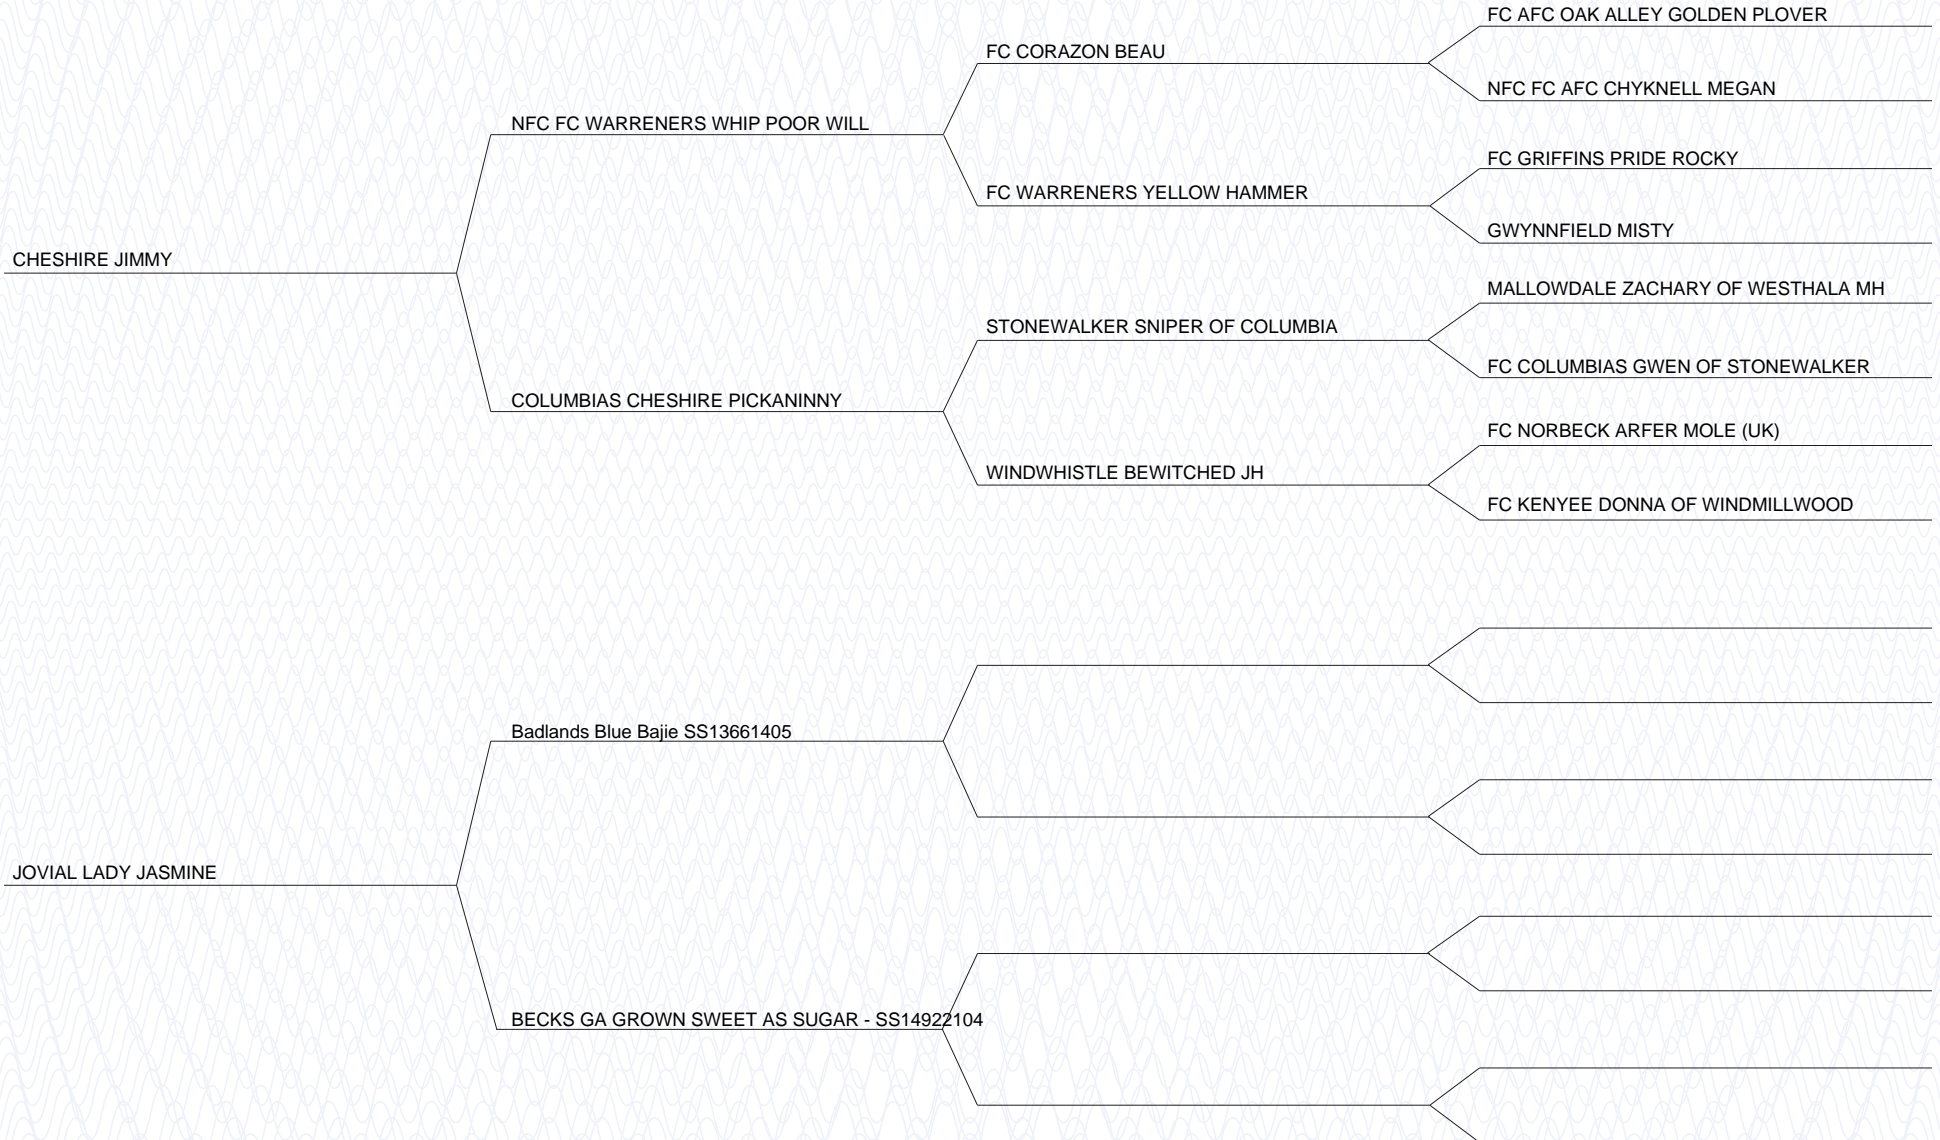 FC AFC OAK ALLEY GOLDEN PLOVER
FC CORAZON BEAU
NFC FC AFC CHYKNELL MEGAN
NFC FC WARRENERS WHIP POOR WILL
FC GRIFFINS PRIDE ROCKY
FC WARRENERS YELLOW HAMMER
GWYNNFIELD MISTY
CHESHIRE JIMMY
MALLOWDALE ZACHARY OF WESTHALA MH
STONEWALKER SNIPER OF COLUMBIA
FC COLUMBIAS GWEN OF STONEWALKER
COLUMBIAS CHESHIRE PICKANINNY
FC NORBECK ARFER MOLE (UK)
WINDWHISTLE BEWITCHED JH
FC KENYEE DONNA OF WINDMILLWOOD
Badlands Blue Bajie SS13661405
JOVIAL LADY JASMINE
BECKS GA GROWN SWEET AS SUGAR - SS14922104